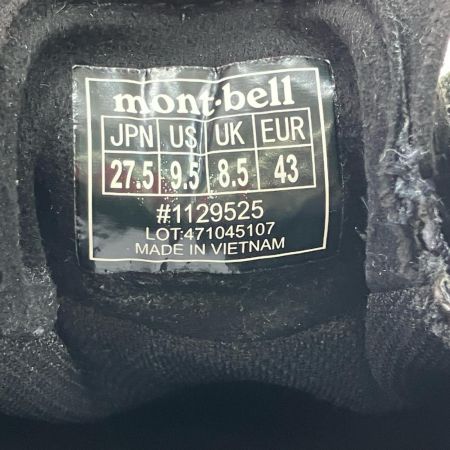 mont-bell
JPN US UK EUR
27.5 9.5 8.5 43
#1129525
LOT:471045107
MADE IN VIETNAM